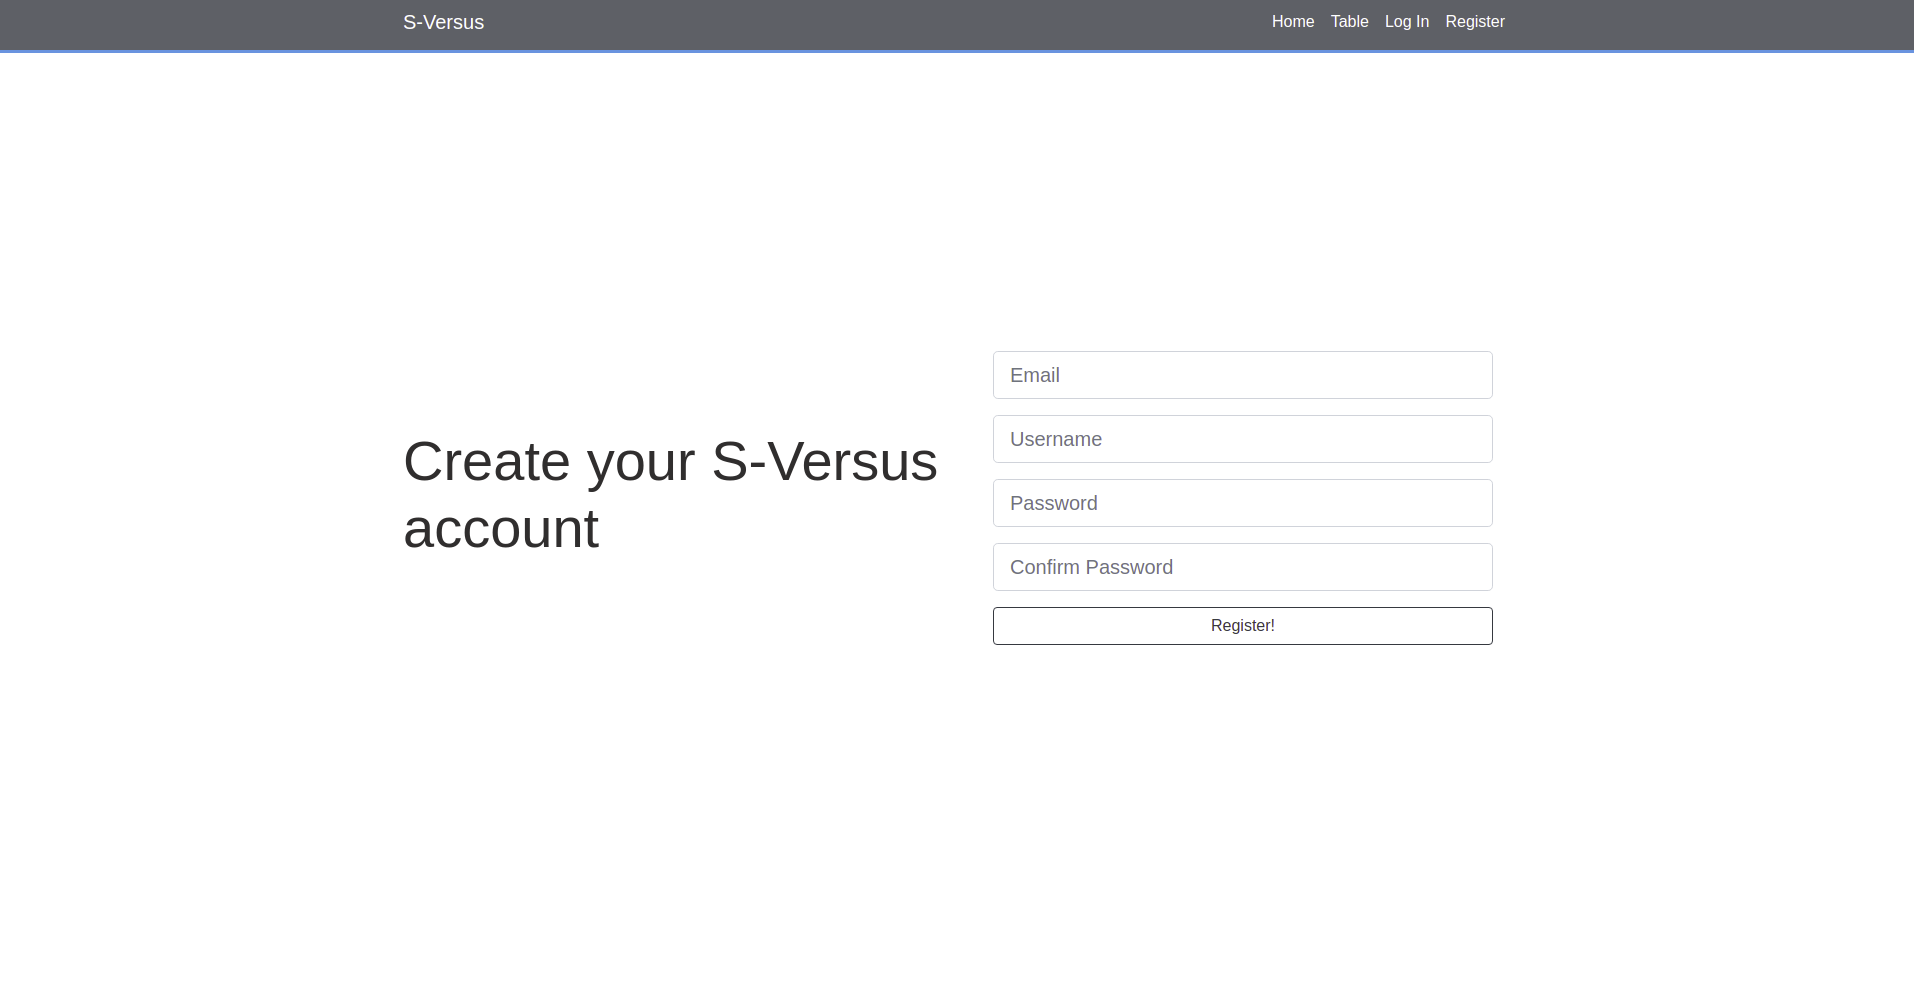 S-Versus
Home Table Log In Register
Create your S-Versus
account
Email
Username
Password
Confirm Password
Register!